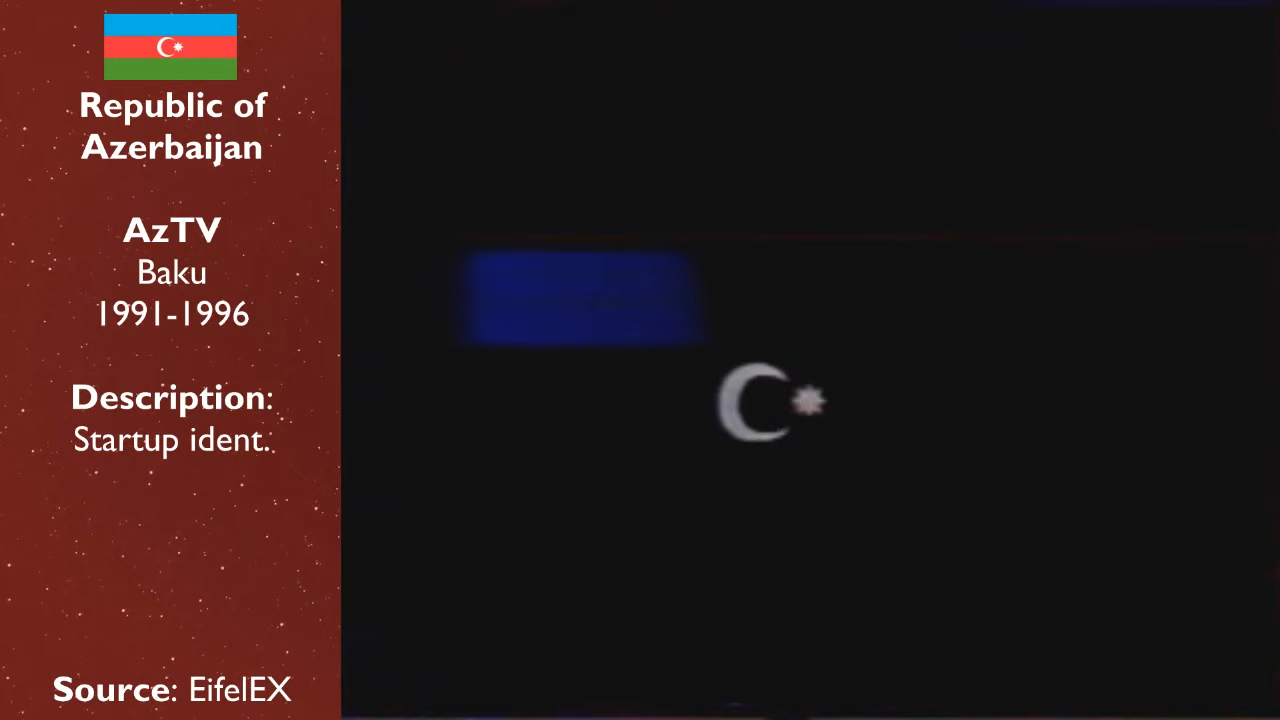 Republic of
Azerbaijan
AzTV
Baku
1991-1996
Description:
Startup ident.
Source: EifelEX